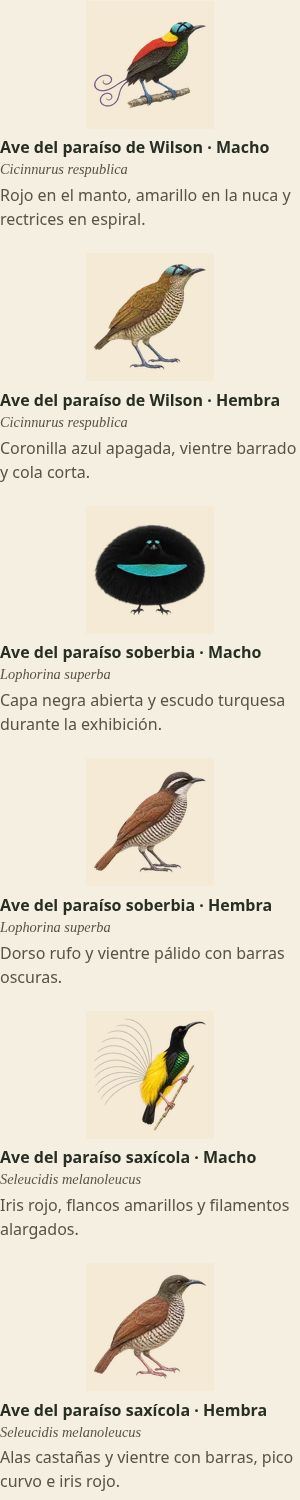 Ave del paraíso de Wilson · Macho
Cicinnurus respublica
Rojo en el manto, amarillo en la nuca y
rectrices en espiral.
Ave del paraíso de Wilson · Hembra
Cicinnurus respublica
Coronilla azul apagada, vientre barrado
y cola corta.
Ave del paraíso soberbia · Macho
Lophorina superba
Capa negra abierta y escudo turquesa
durante la exhibición.
Ave del paraíso soberbia · Hembra
Lophorina superba
Dorso rufo y vientre pálido con barras
oscuras.
Ave del paraíso saxícola · Macho
Seleucidis melanoleucus
Iris rojo, flancos amarillos y filamentos
alargados.
Ave del paraíso saxícola · Hembra
Seleucidis melanoleucus
Alas castañas y vientre con barras, pico
curvo e iris rojo.